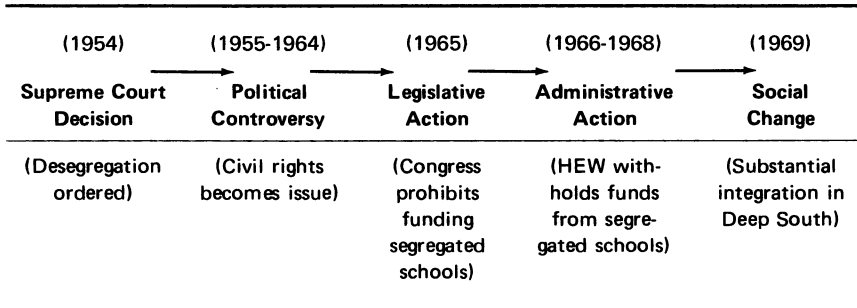 (1954) (1955-1964) (1965) (1966-1968) (1969)
Supreme Court Political Legislative Administrative Social
Decision Controversy Action Action Change
(Desegregation (Civil rights (Congress (HEW with- (Substantial
ordered) becomes issue) prohibits holds funds integration in
funding from segre- Deep South)
segregated gated schools)
schools)